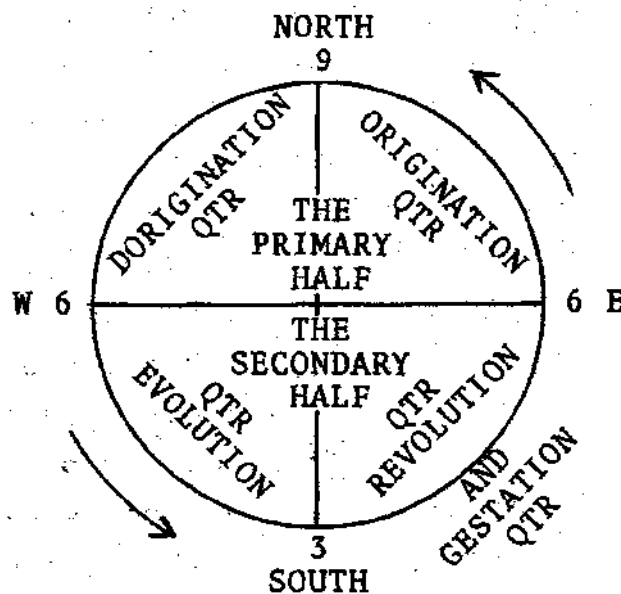 NORTH
9
DORIGINATION
QTR
ORIGINATION
QTR
THE
PRIMARY
HALF
W 6
6 E
THE
SECONDARY
HALF
QTR
EVOLUTION
QTR
REVOLUTION
AND
GESTATION
QTR
3
SOUTH